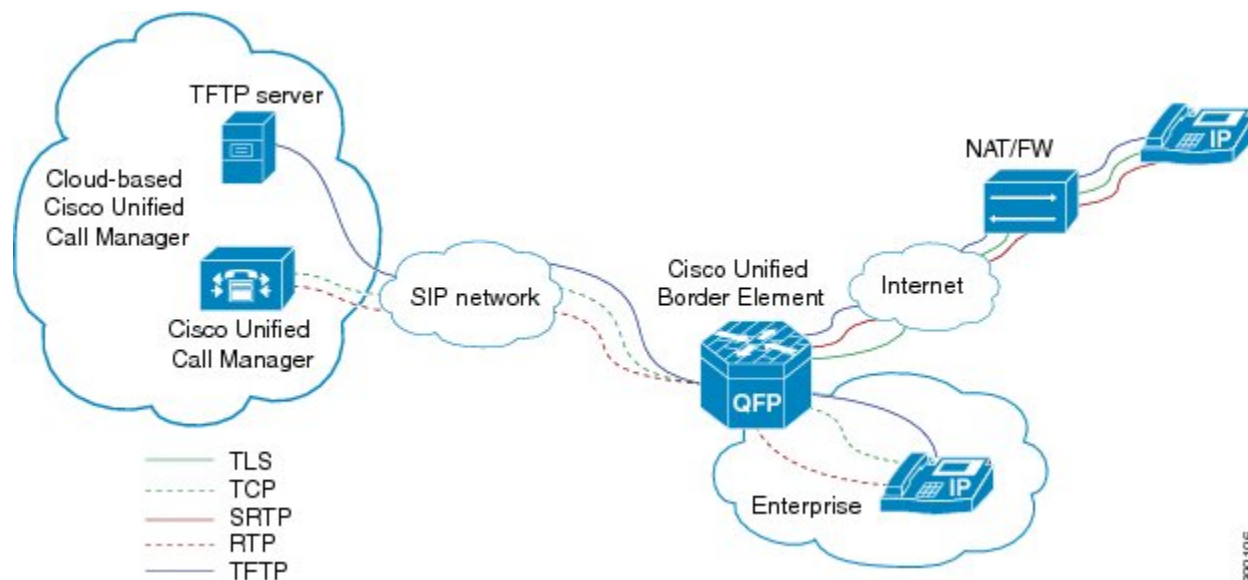 TFTP server
Cloud-based
Cisco Unified
Call Manager
Cisco Unified
Call Manager
SIP network
Cisco Unified
Border Element
QFP
Internet
NAT/FW
IP
Enterprise
IP
TLS
TCP
SRTP
RTP
TFTP